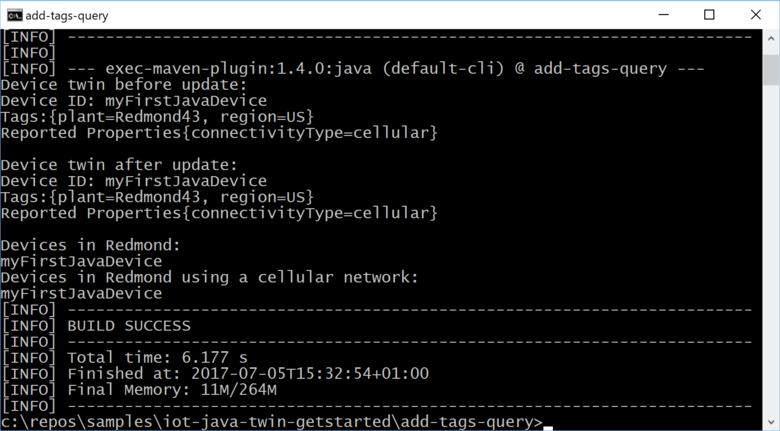 add-tags-query
[INFO] ------------------------------------------------------------------------
[INFO]
[INFO] --- exec-maven-plugin:1.4.0:java (default-cli) @ add-tags-query ---
Device twin before update:
Device ID: myFirstJavaDevice
Tags:{plant=Redmond43, region=US}
Reported Properties{connectivityType=cellular}
Device twin after update:
Device ID: myFirstJavaDevice
Tags:{plant=Redmond43, region=US}
Reported Properties{connectivityType=cellular}
Devices in Redmond:
myFirstJavaDevice
Devices in Redmond using a cellular network:
myFirstJavaDevice
[INFO] ------------------------------------------------------------------------
[INFO] BUILD SUCCESS
[INFO] ------------------------------------------------------------------------
[INFO] Total time: 6.177 s
[INFO] Finished at: 2017-07-05T15:32:54+01:00
[INFO] Final Memory: 11M/264M
[INFO] ------------------------------------------------------------------------
c:\repos\samples\iot-java-twin-getstarted\add-tags-query>